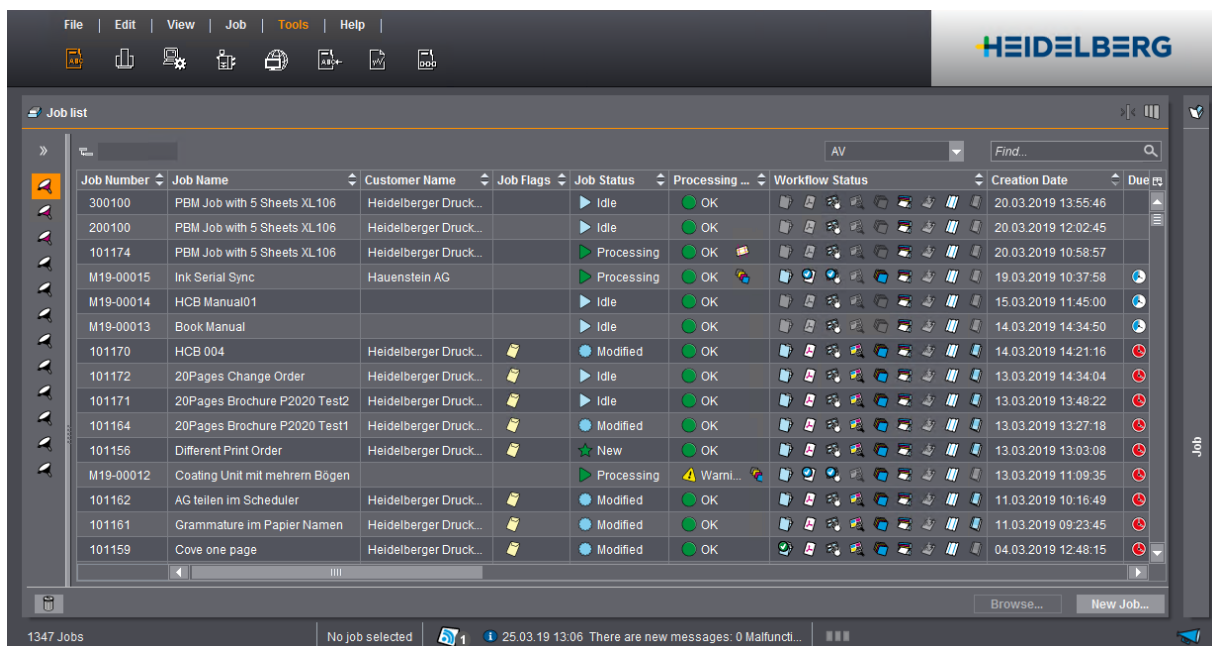 File | Edit | View | Job | Tools | Help |
HEIDELBERG
Job list
AV Find...
Job Number Job Name Customer Name Job Flags Job Status Processing ... Workflow Status Creation Date Due
300100 PBM Job with 5 Sheets XL106 Heidelberger Druck... Idle OK 20.03.2019 13:55:46
200100 PBM Job with 5 Sheets XL106 Heidelberger Druck... Idle OK 20.03.2019 12:02:45
101174 PBM Job with 5 Sheets XL106 Heidelberger Druck... Processing OK 20.03.2019 10:58:57
M19-00015 Ink Serial Sync Hauenstein AG Processing OK 19.03.2019 10:37:58
M19-00014 HCB Manual01 Idle OK 15.03.2019 11:45:00
M19-00013 Book Manual Idle OK 14.03.2019 14:34:50
101170 HCB 004 Heidelberger Druck... Modified OK 14.03.2019 14:21:16
101172 20Pages Change Order Heidelberger Druck... Idle OK 13.03.2019 14:34:04
101171 20Pages Brochure P2020 Test2 Heidelberger Druck... Idle OK 13.03.2019 13:48:22
101164 20Pages Brochure P2020 Test1 Heidelberger Druck... Modified OK 13.03.2019 13:27:18
101156 Different Print Order Heidelberger Druck... New OK 13.03.2019 13:03:08
M19-00012 Coating Unit mit mehrern Bögen Processing Warni... 13.03.2019 11:09:35
101162 AG teilen im Scheduler Heidelberger Druck... Modified OK 11.03.2019 10:16:49
101161 Grammature im Papier Namen Heidelberger Druck... Modified OK 11.03.2019 09:23:45
101159 Cove one page Heidelberger Druck... Modified OK 04.03.2019 12:48:15
Job
Browse... New Job...
1347 Jobs No job selected 1 25.03.19 13:06 There are new messages: 0 Malfuncti...